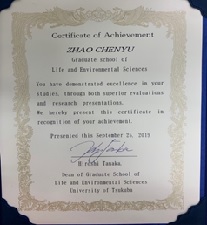 Certificate of Achievement
ZHAO CHENYU
Graduate school of
Life and Environmental Sciences
You have demonstrated excellence in your
studies, through both superior evaluations
and research presentations.
We hereby present this certificate in
recognition of your achievement.
Presented this September 25, 2019
Hiroshi Tanaka
Dean of Graduate School of
Life and Environmental Sciences
University of Tsukuba